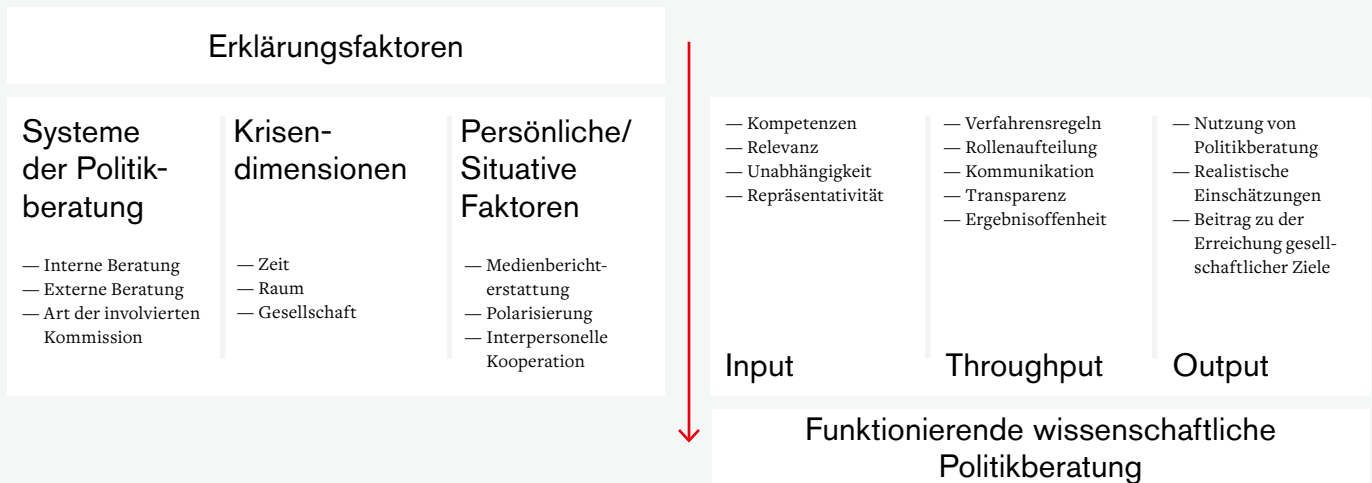 Erklärungsfaktoren
Systeme
der Politik-
beratung
— Interne Beratung
— Externe Beratung
— Art der involvierten
Kommission
Krisen-
dimensionen
— Zeit
— Raum
— Gesellschaft
Persönliche/
Situative
Faktoren
— Medienbericht-
erstattung
— Polarisierung
— Interpersonelle
Kooperation
— Kompetenzen
— Relevanz
— Unabhängigkeit
— Repräsentativität
Input
— Verfahrensregeln
— Rollenaufteilung
— Kommunikation
— Transparenz
— Ergebnisoffenheit
Throughput
— Nutzung von
Politikberatung
— Realistische
Einschätzungen
— Beitrag zu der
Erreichung gesell-
schaftlicher Ziele
Output
Funktionierende wissenschaftliche
Politikberatung